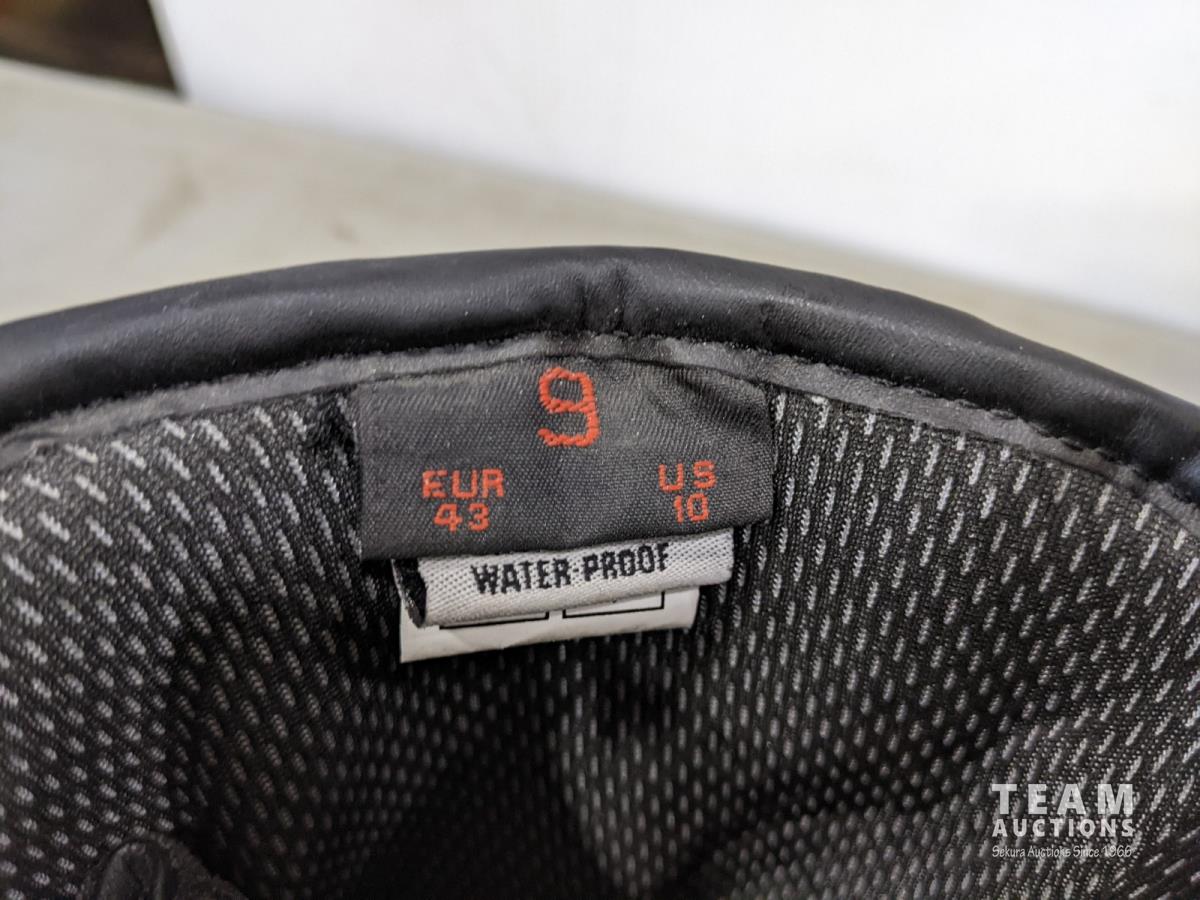 9
EUR
43
US
10
WATER-PROOF
TEAM
AUCTIONS
Sekura Auctions Since 1966